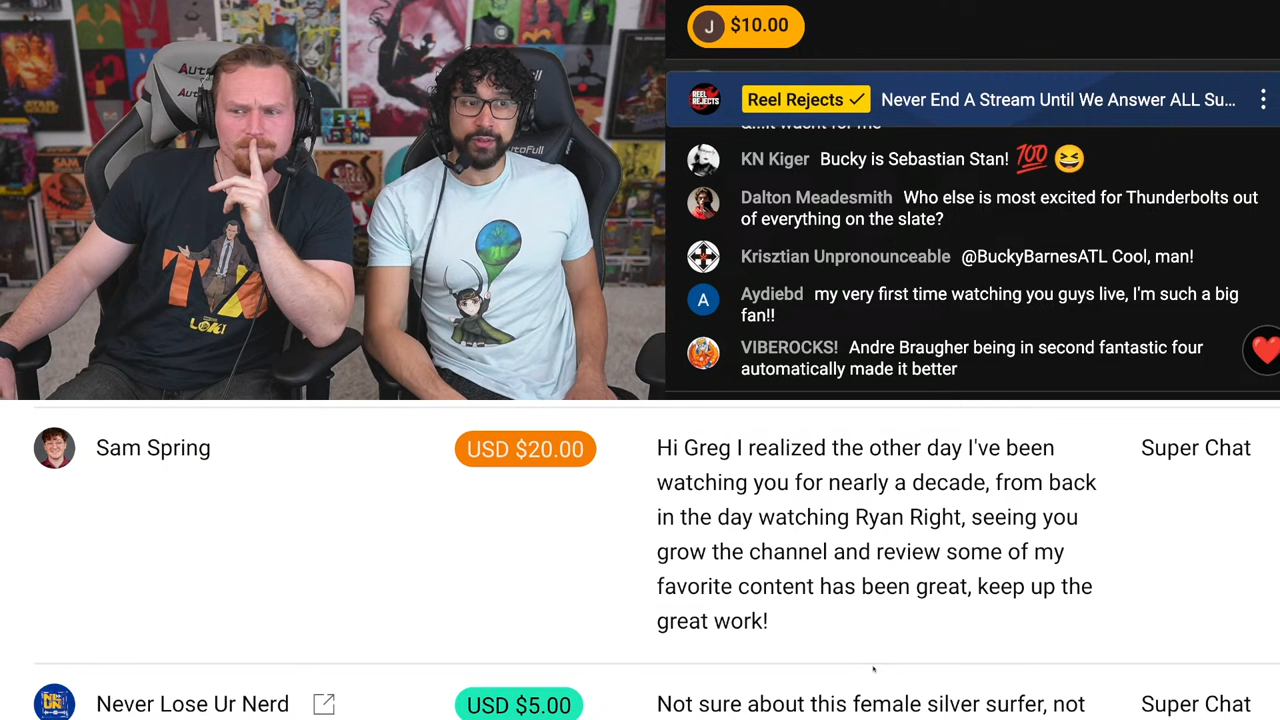 J $10.00
REEL REJECTS
Reel Rejects Never End A Stream Until We Answer ALL Su...
KN Kiger Bucky is Sebastian Stan! 💯 😆
Dalton Meadesmith Who else is most excited for Thunderbolts out
of everything on the slate?
Krisztian Unpronounceable @BuckyBarnesATL Cool, man!
A Aydiebd my very first time watching you guys live, I'm such a big
fan!!
VIBEROCKS! Andre Braugher being in second fantastic four
automatically made it better
AutoFull
TVA
LOKI
Sam Spring USD $20.00 Hi Greg I realized the other day I've been Super Chat
watching you for nearly a decade, from back
in the day watching Ryan Right, seeing you
grow the channel and review some of my
favorite content has been great, keep up the
great work!
Never Lose Ur Nerd USD $5.00 Not sure about this female silver surfer, not Super Chat